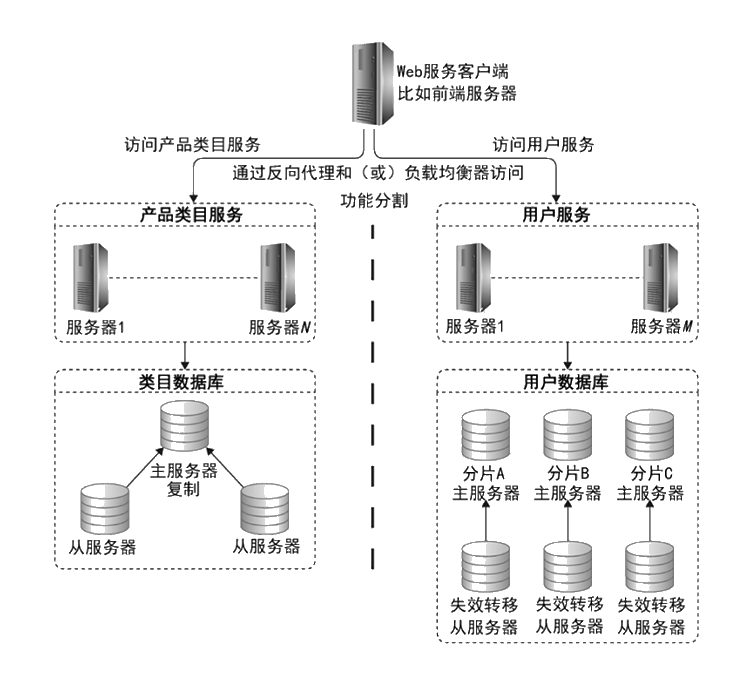 Web服务客户端
比如前端服务器
访问产品类目服务
访问用户服务
通过反向代理和（或）负载均衡器访问
功能分割
产品类目服务
服务器1
服务器N
类目数据库
主服务器
复制
从服务器
从服务器
用户服务
服务器1
服务器M
用户数据库
分片A
主服务器
分片B
主服务器
分片C
主服务器
失效转移
从服务器
失效转移
从服务器
失效转移
从服务器